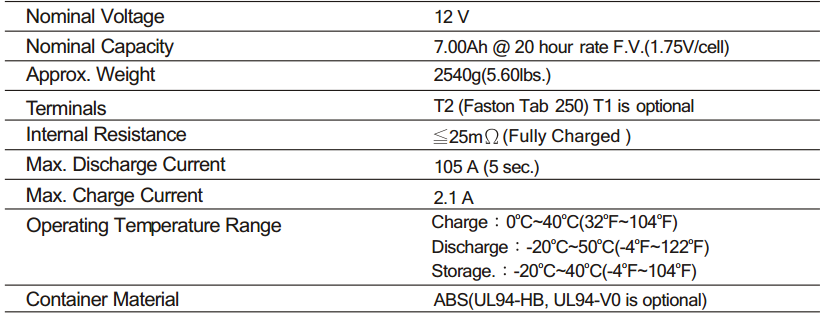 Nominal Voltage 12 V
Nominal Capacity 7.00Ah @ 20 hour rate F.V.(1.75V/cell)
Approx. Weight 2540g(5.60lbs.)
Terminals T2 (Faston Tab 250) T1 is optional
Internal Resistance ≦25mΩ(Fully Charged )
Max. Discharge Current 105 A (5 sec.)
Max. Charge Current 2.1 A
Operating Temperature Range Charge：0°C~40°C(32°F~104°F)
Discharge：-20°C~50°C(-4°F~122°F)
Storage.：-20°C~40°C(-4°F~104°F)
Container Material ABS(UL94-HB, UL94-V0 is optional)